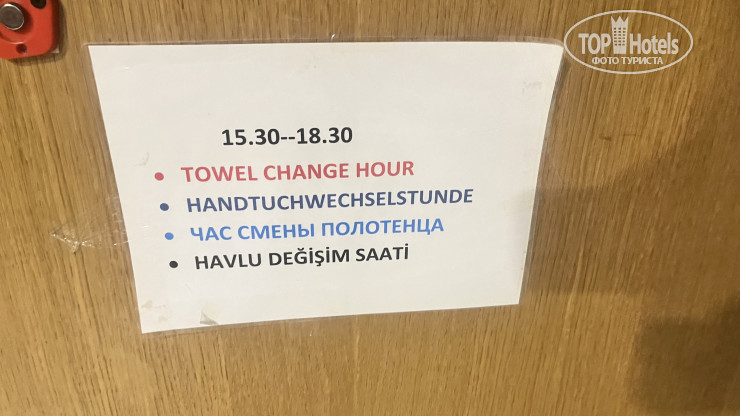 TOP Hotels
ФОТО ТУРИСТА
15.30--18.30
• TOWEL CHANGE HOUR
• HANDTUCHWECHSELSTUNDE
• ЧАС СМЕНЫ ПОЛОТЕНЦА
• HAVLU DEĞİŞİM SAATİ